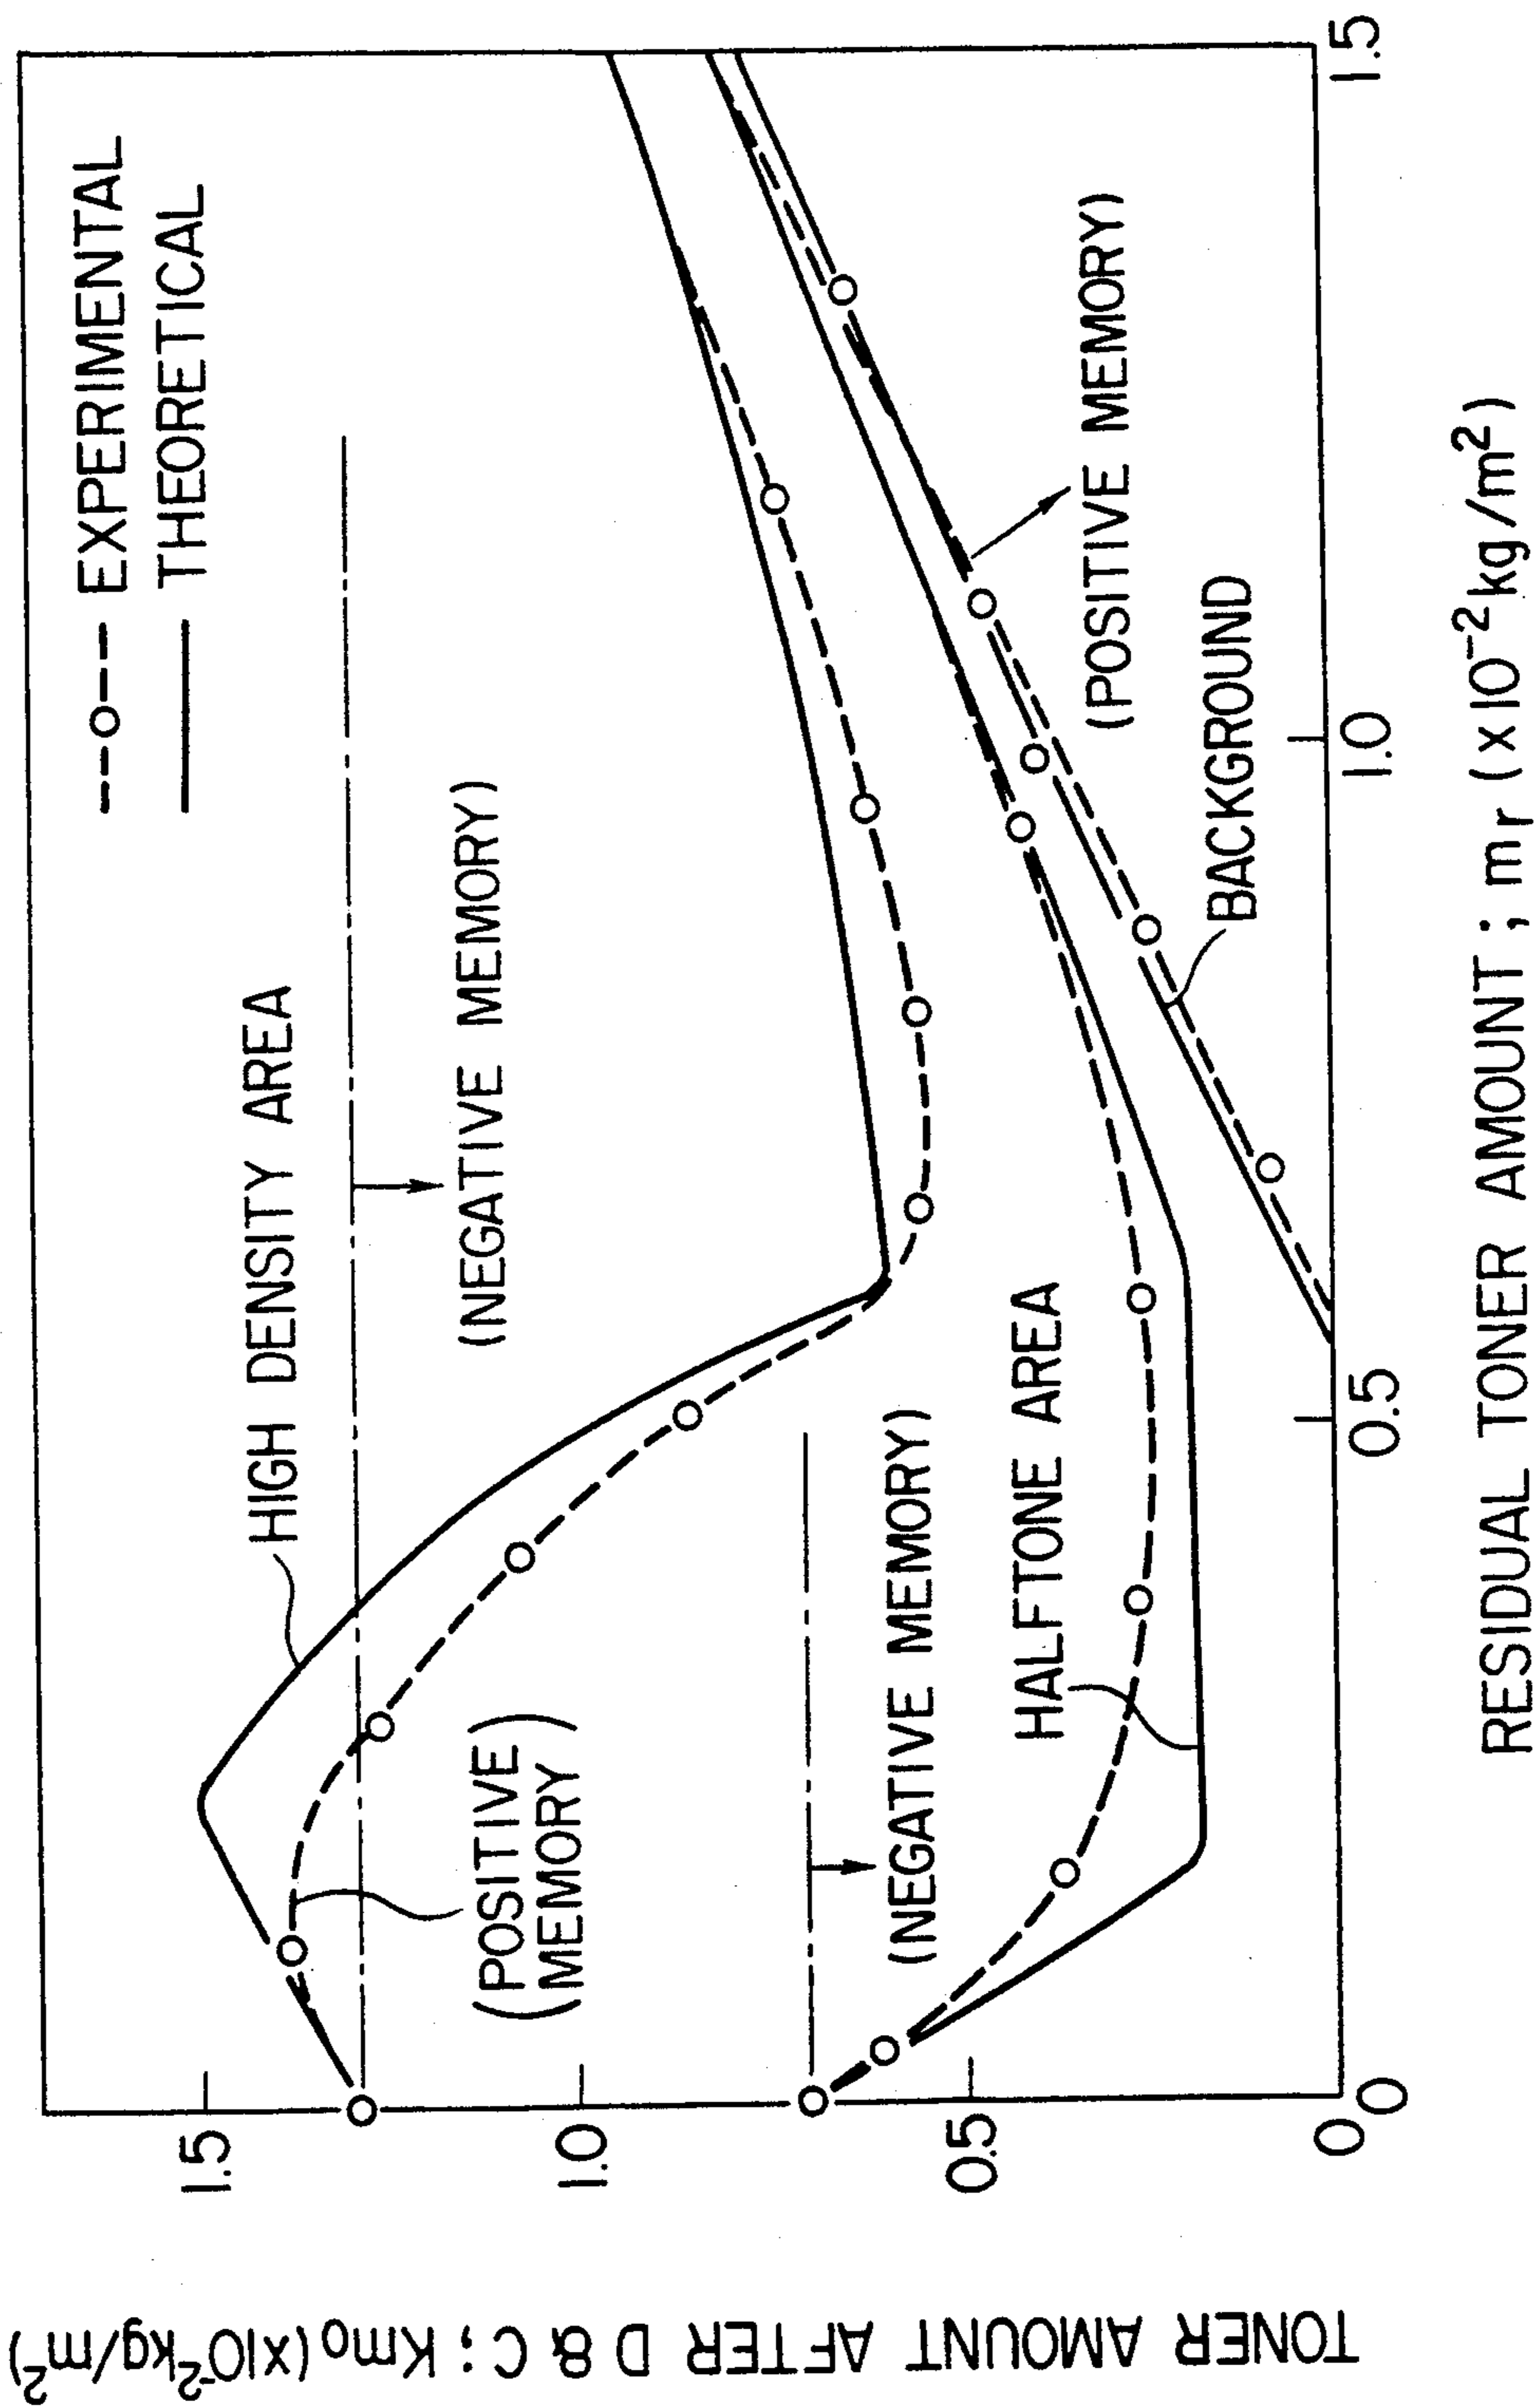 --o-- EXPERIMENTAL
THEORETICAL
HIGH DENSITY AREA
(NEGATIVE MEMORY)
(POSITIVE
MEMORY)
(NEGATIVE MEMORY)
HALFTONE AREA
(POSITIVE MEMORY)
BACKGROUND
1.5
1.0
0.5
0
0
0.5
1.0
1.5
TONER AMOUNT AFTER D & C ; Kmo (x10⁻²kg/m²)
RESIDUAL TONER AMOUNT ; mr (x10⁻²kg/m²)